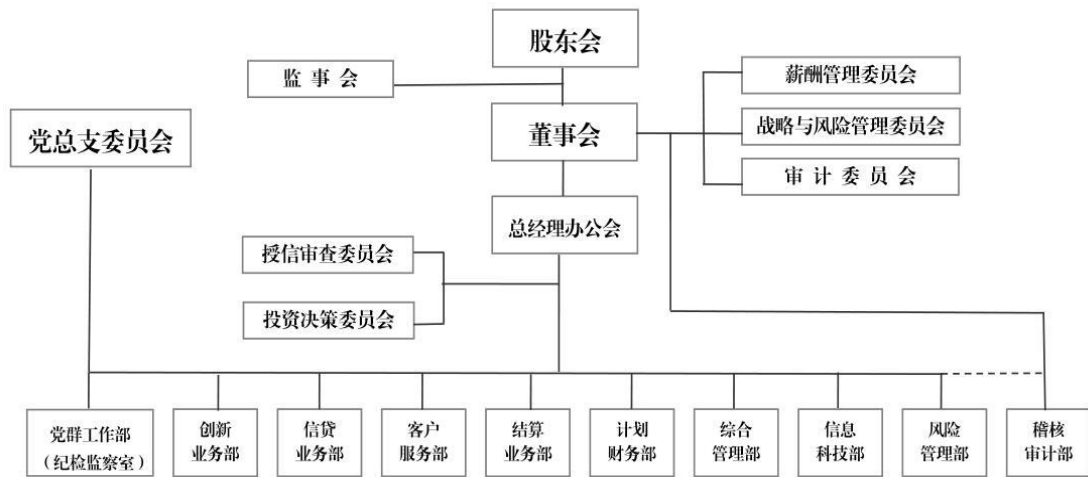 股东会
监事会
薪酬管理委员会
党总支委员会
董事会
战略与风险管理委员会
审计委员会
总经理办公会
授信审查委员会
投资决策委员会
党群工作部
（纪检监察室）
创新
业务部
信贷
业务部
客户
服务部
结算
业务部
计划
财务部
综合
管理部
信息
科技部
风险
管理部
稽核
审计部